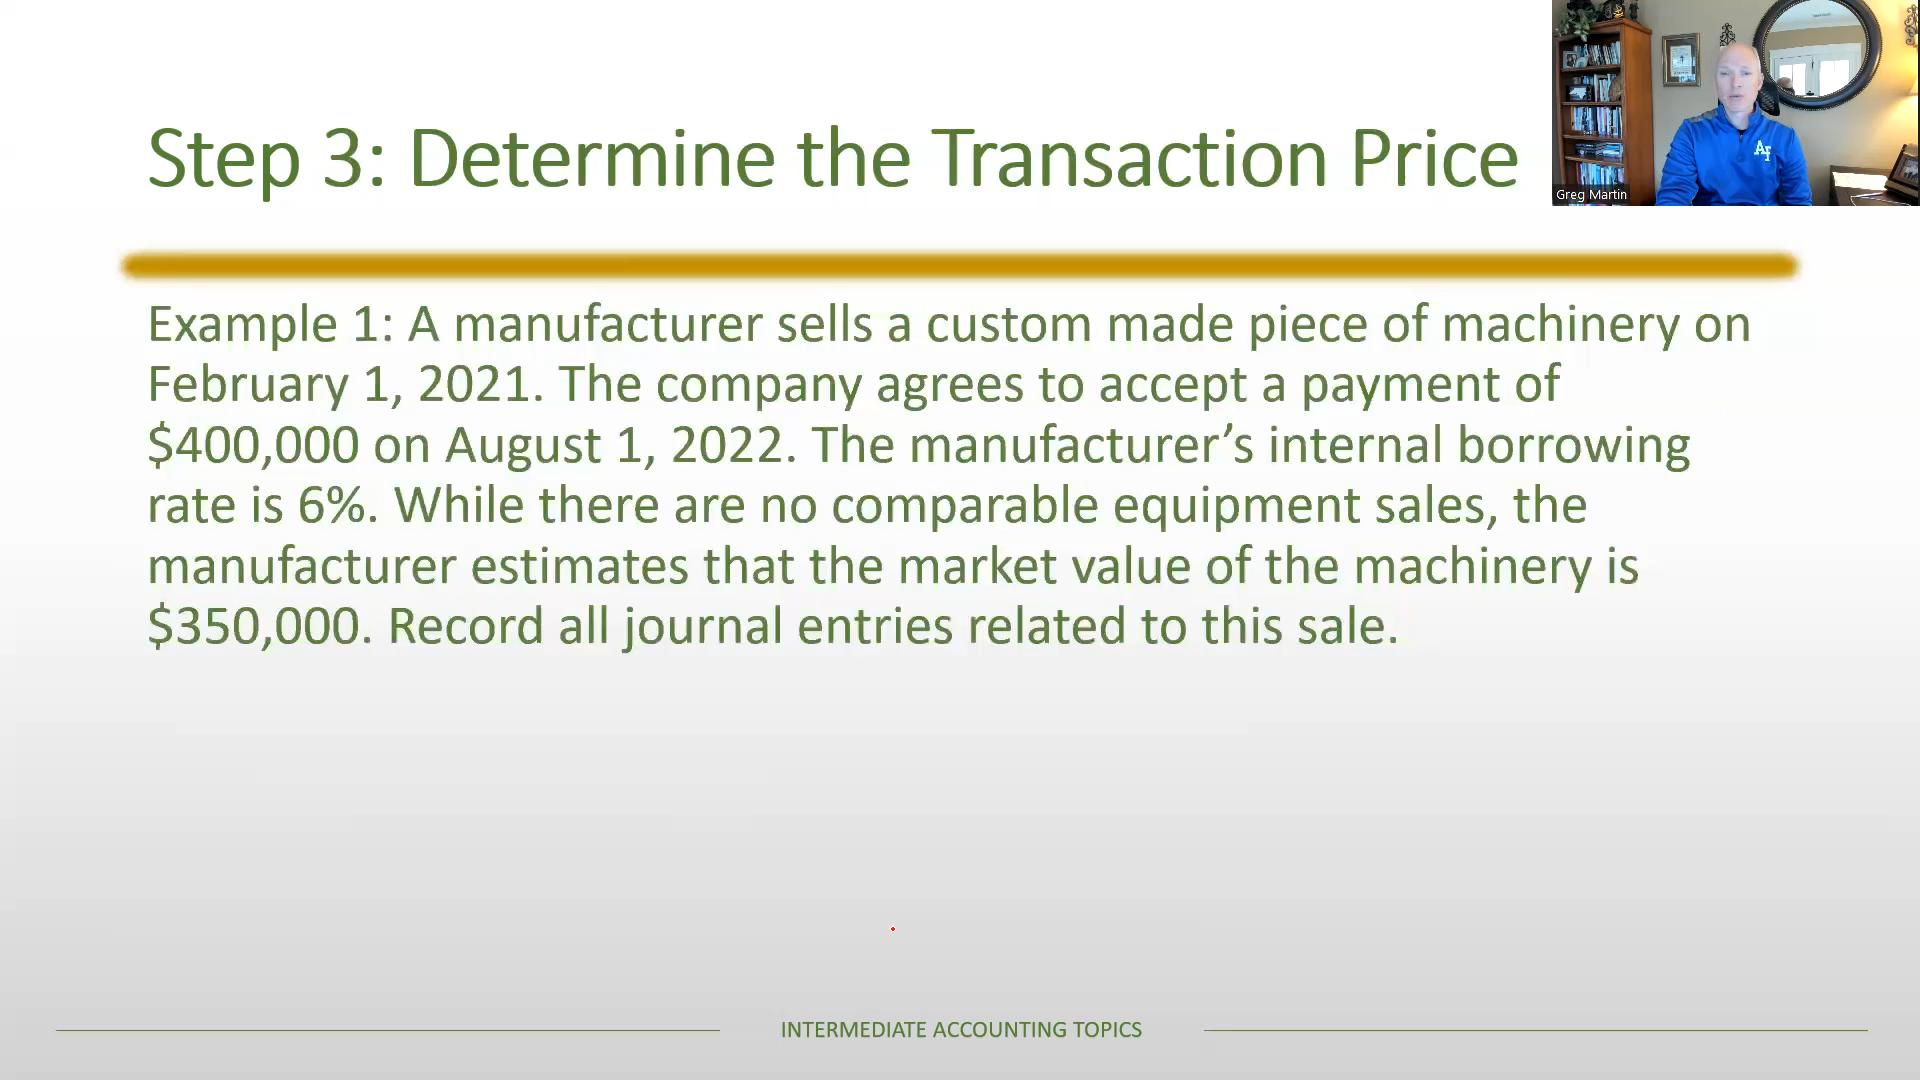 Step 3: Determine the Transaction Price
Greg Martin
Example 1: A manufacturer sells a custom made piece of machinery on
February 1, 2021. The company agrees to accept a payment of
$400,000 on August 1, 2022. The manufacturer’s internal borrowing
rate is 6%. While there are no comparable equipment sales, the
manufacturer estimates that the market value of the machinery is
$350,000. Record all journal entries related to this sale.
INTERMEDIATE ACCOUNTING TOPICS